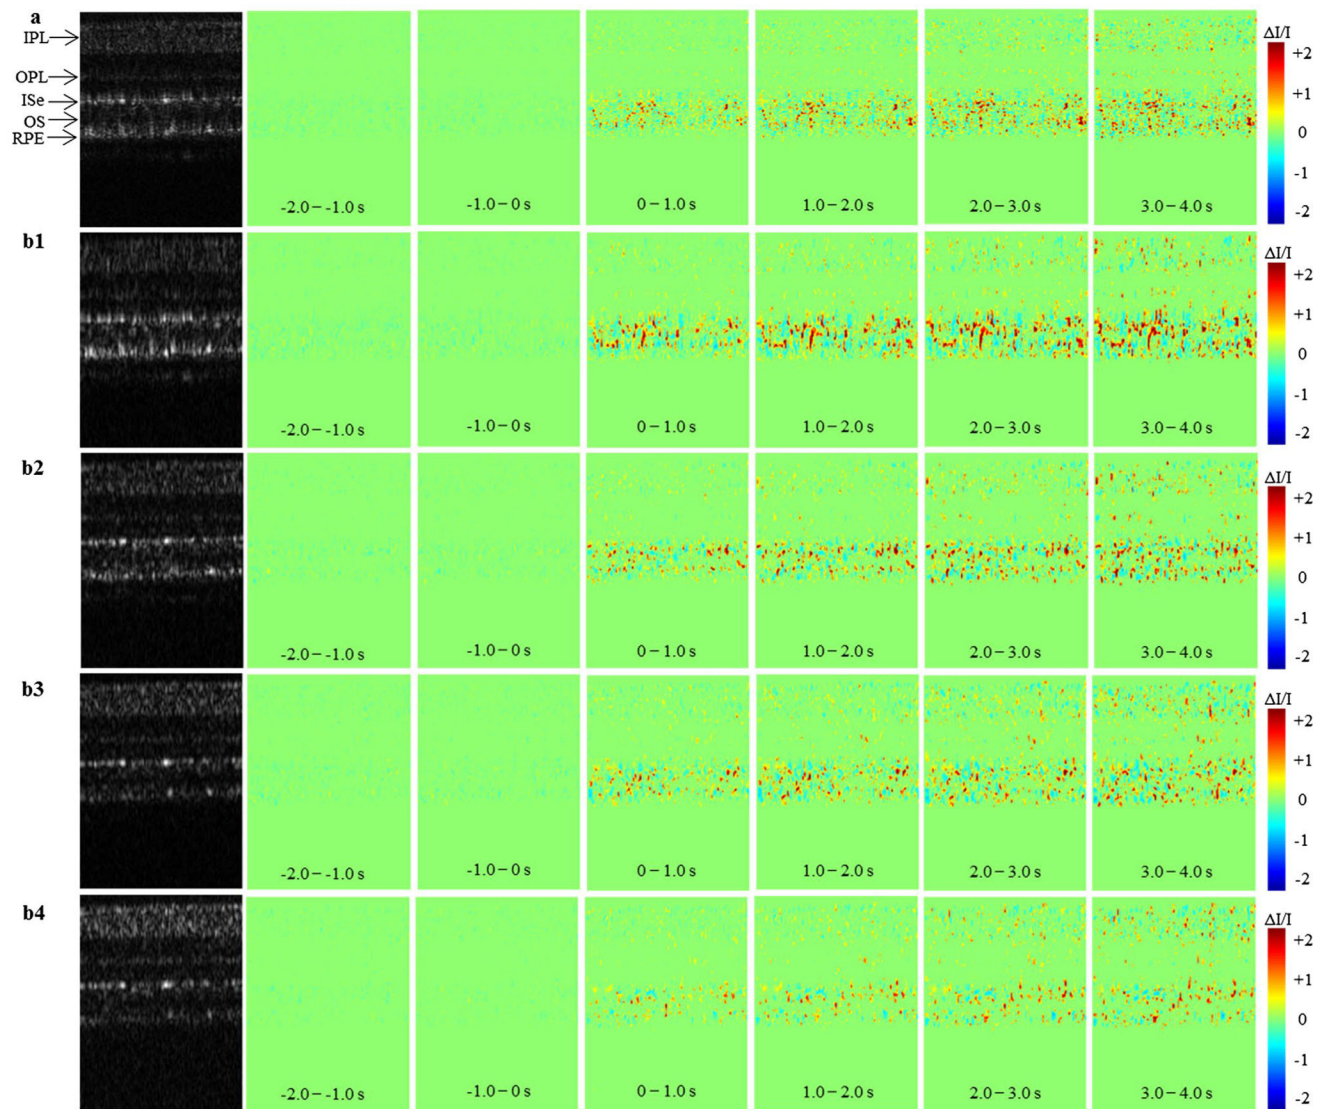 a
IPL
OPL
ISe
OS
RPE
-2.0 – -1.0 s
-1.0 – 0 s
0 – 1.0 s
1.0 – 2.0 s
2.0 – 3.0 s
3.0 – 4.0 s
ΔI/I
+2
+1
0
-1
-2
b1
-2.0 – -1.0 s
-1.0 – 0 s
0 – 1.0 s
1.0 – 2.0 s
2.0 – 3.0 s
3.0 – 4.0 s
ΔI/I
+2
+1
0
-1
-2
b2
-2.0 – -1.0 s
-1.0 – 0 s
0 – 1.0 s
1.0 – 2.0 s
2.0 – 3.0 s
3.0 – 4.0 s
ΔI/I
+2
+1
0
-1
-2
b3
-2.0 – -1.0 s
-1.0 – 0 s
0 – 1.0 s
1.0 – 2.0 s
2.0 – 3.0 s
3.0 – 4.0 s
ΔI/I
+2
+1
0
-1
-2
b4
-2.0 – -1.0 s
-1.0 – 0 s
0 – 1.0 s
1.0 – 2.0 s
2.0 – 3.0 s
3.0 – 4.0 s
ΔI/I
+2
+1
0
-1
-2